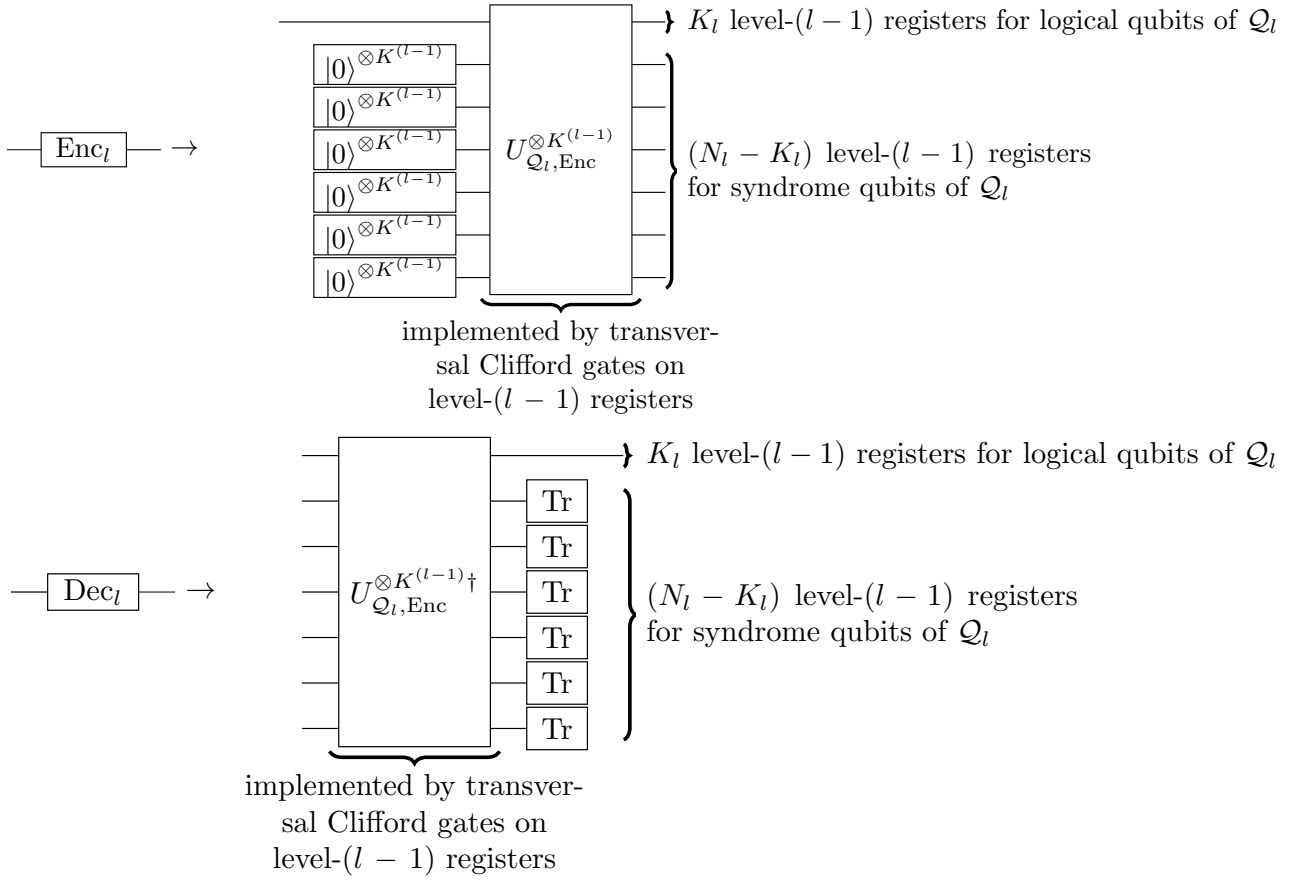 K_l level-(l − 1) registers for logical qubits of 𝒬_l
|0⟩^{⊗K^{(l−1)}}
|0⟩^{⊗K^{(l−1)}}
|0⟩^{⊗K^{(l−1)}}
|0⟩^{⊗K^{(l−1)}}
|0⟩^{⊗K^{(l−1)}}
|0⟩^{⊗K^{(l−1)}}
Enc_l →
U_{𝒬_l,Enc}^{⊗K^{(l−1)}}
(N_l − K_l) level-(l − 1) registers
for syndrome qubits of 𝒬_l
implemented by transver-
sal Clifford gates on
level-(l − 1) registers
K_l level-(l − 1) registers for logical qubits of 𝒬_l
Tr
Tr
Tr
Tr
Tr
Tr
Dec_l →
U_{𝒬_l,Enc}^{⊗K^{(l−1)}†}
(N_l − K_l) level-(l − 1) registers
for syndrome qubits of 𝒬_l
implemented by transver-
sal Clifford gates on
level-(l − 1) registers